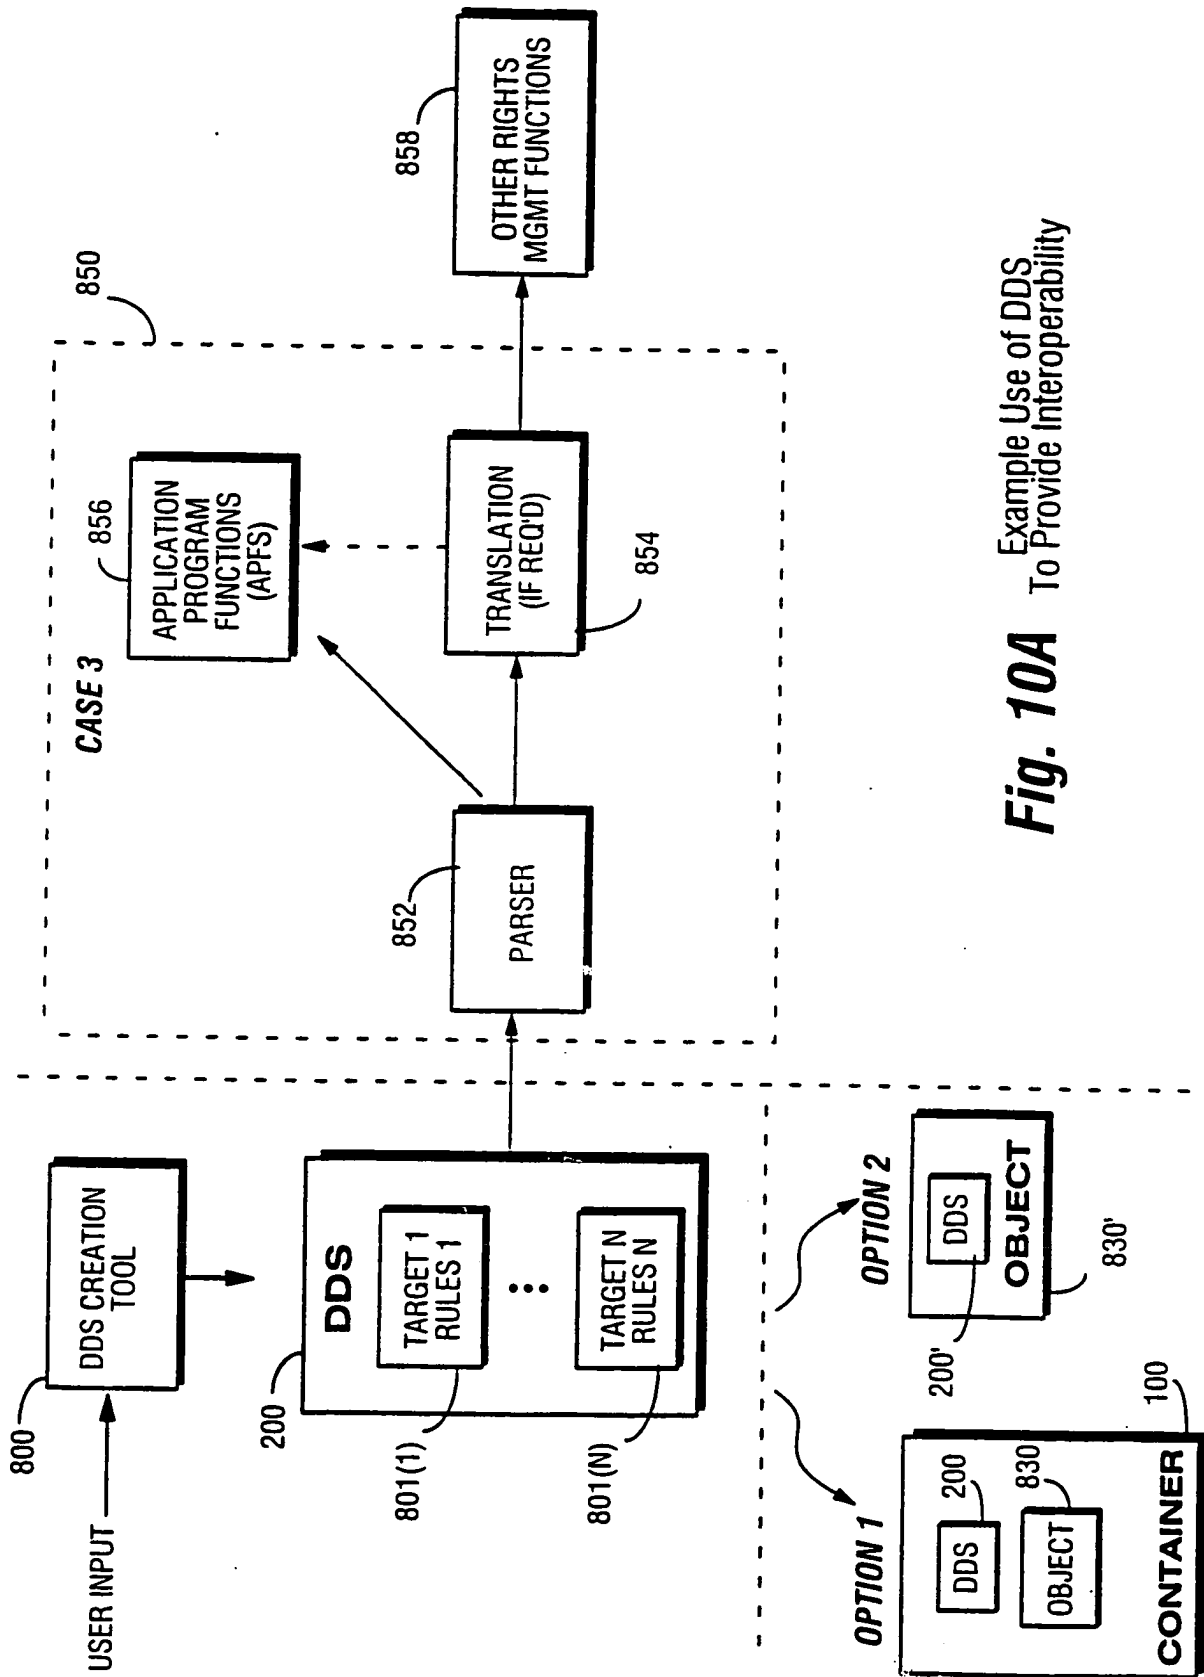 USER INPUT
800
DDS CREATION
TOOL
200
DDS
TARGET 1
RULES 1
•••
TARGET N
RULES N
801(1)
801(N)
OPTION 1
DDS
200
OBJECT
830
CONTAINER
100
OPTION 2
DDS
200'
OBJECT
830'
CASE 3
850
852
PARSER
856
APPLICATION
PROGRAM
FUNCTIONS
(APFS)
TRANSLATION
(IF REQ'D)
854
858
OTHER RIGHTS
MGMT FUNCTIONS
Fig. 10A
Example Use of DDS
To Provide Interoperability